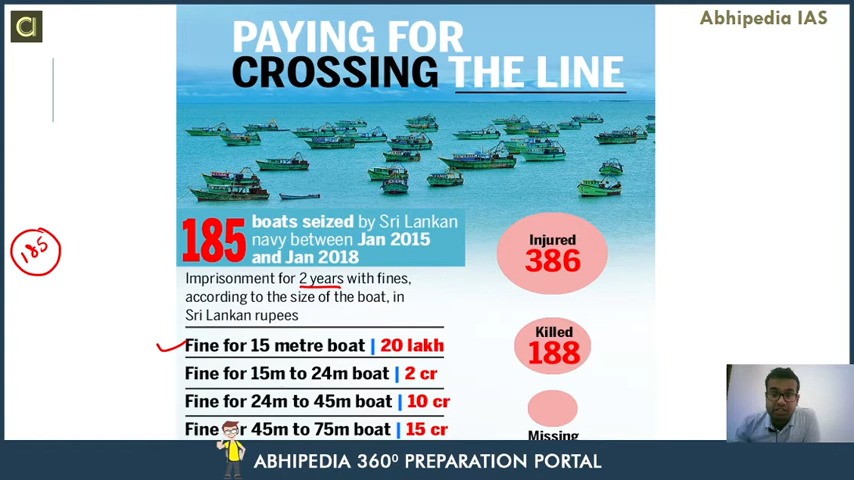 Abhipedia IAS
PAYING FOR
CROSSING THE LINE
185 boats seized by Sri Lankan
navy between Jan 2015
and Jan 2018
185
Imprisonment for 2 years with fines,
according to the size of the boat, in
Sri Lankan rupees
Fine for 15 metre boat | 20 lakh
Fine for 15m to 24m boat | 2 cr
Fine for 24m to 45m boat | 10 cr
Fine for 45m to 75m boat | 15 cr
Injured
386
Killed
188
Missing
ABHIPEDIA 360⁰ PREPARATION PORTAL